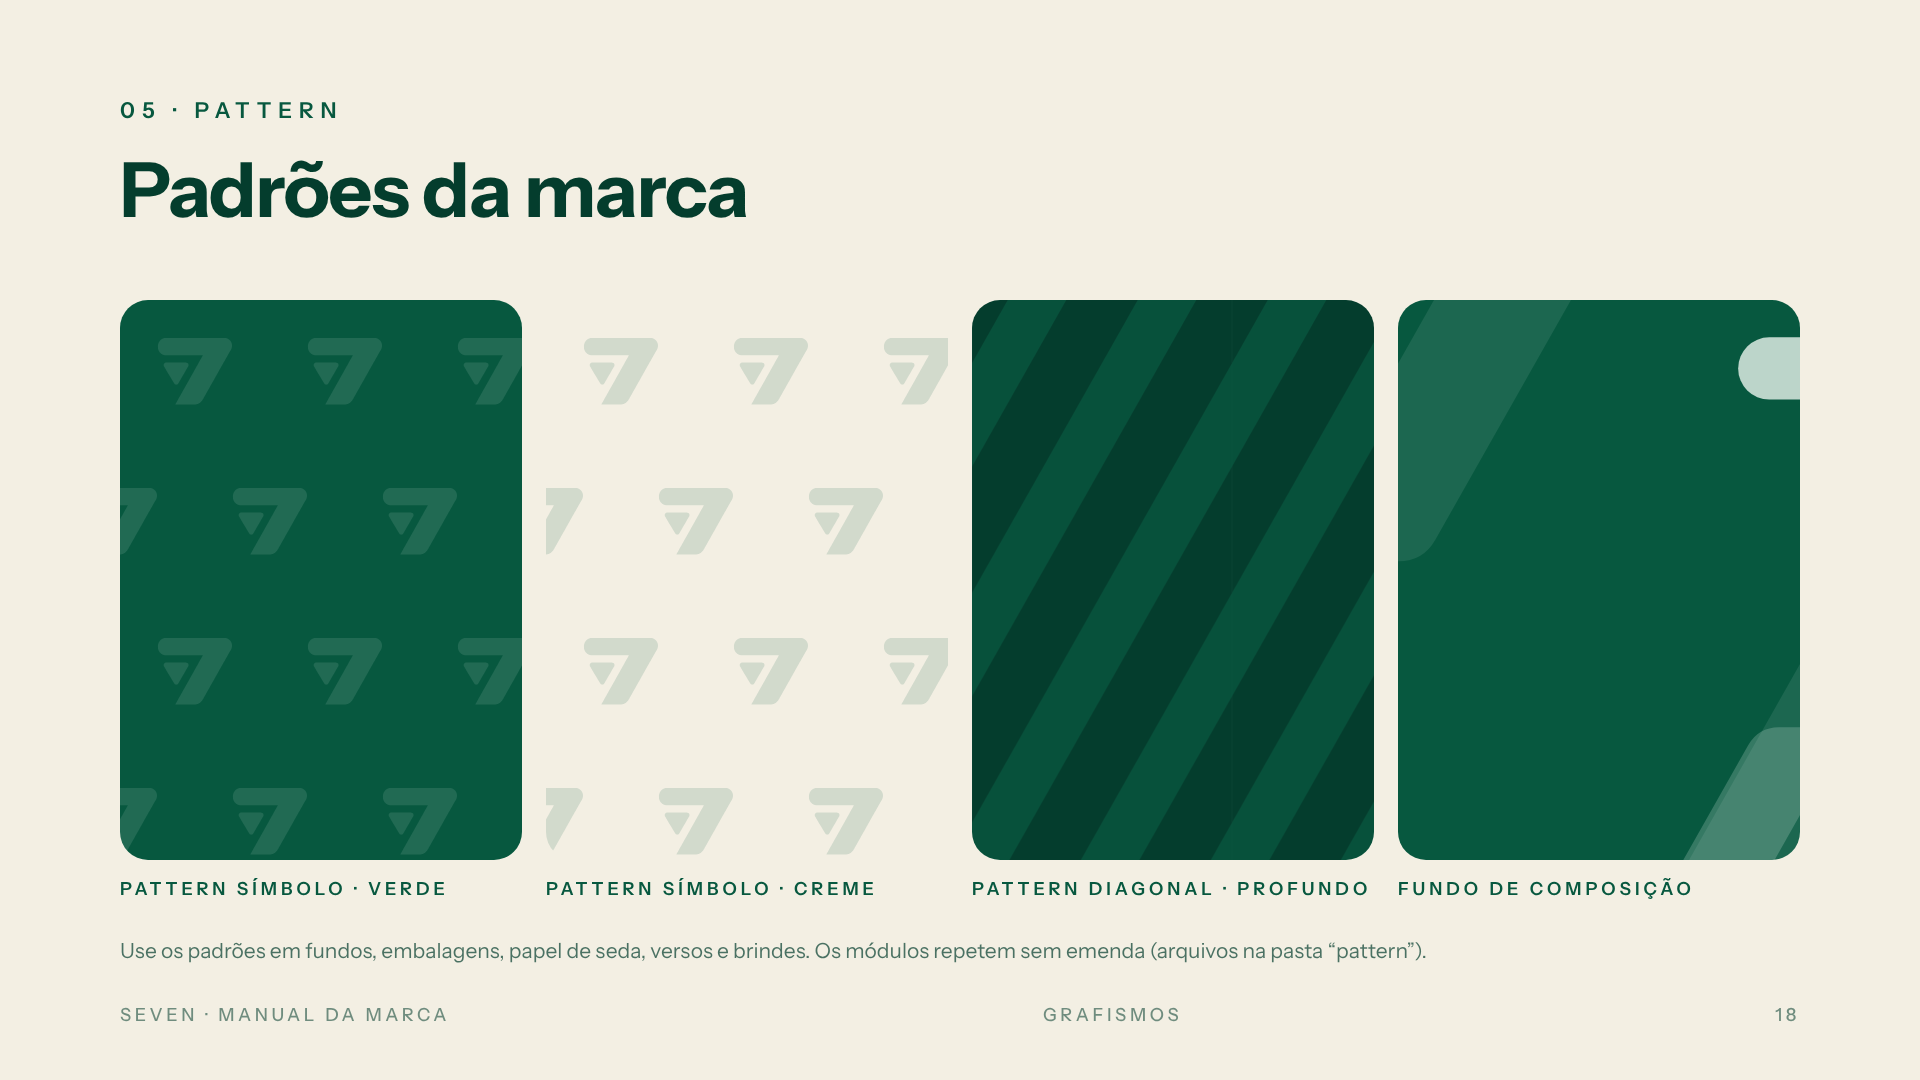 05 · PATTERN
Padrões da marca
PATTERN SÍMBOLO · VERDE
PATTERN SÍMBOLO · CREME
PATTERN DIAGONAL · PROFUNDO
FUNDO DE COMPOSIÇÃO
Use os padrões em fundos, embalagens, papel de seda, versos e brindes. Os módulos repetem sem emenda (arquivos na pasta “pattern”).
SEVEN · MANUAL DA MARCA
GRAFISMOS
18